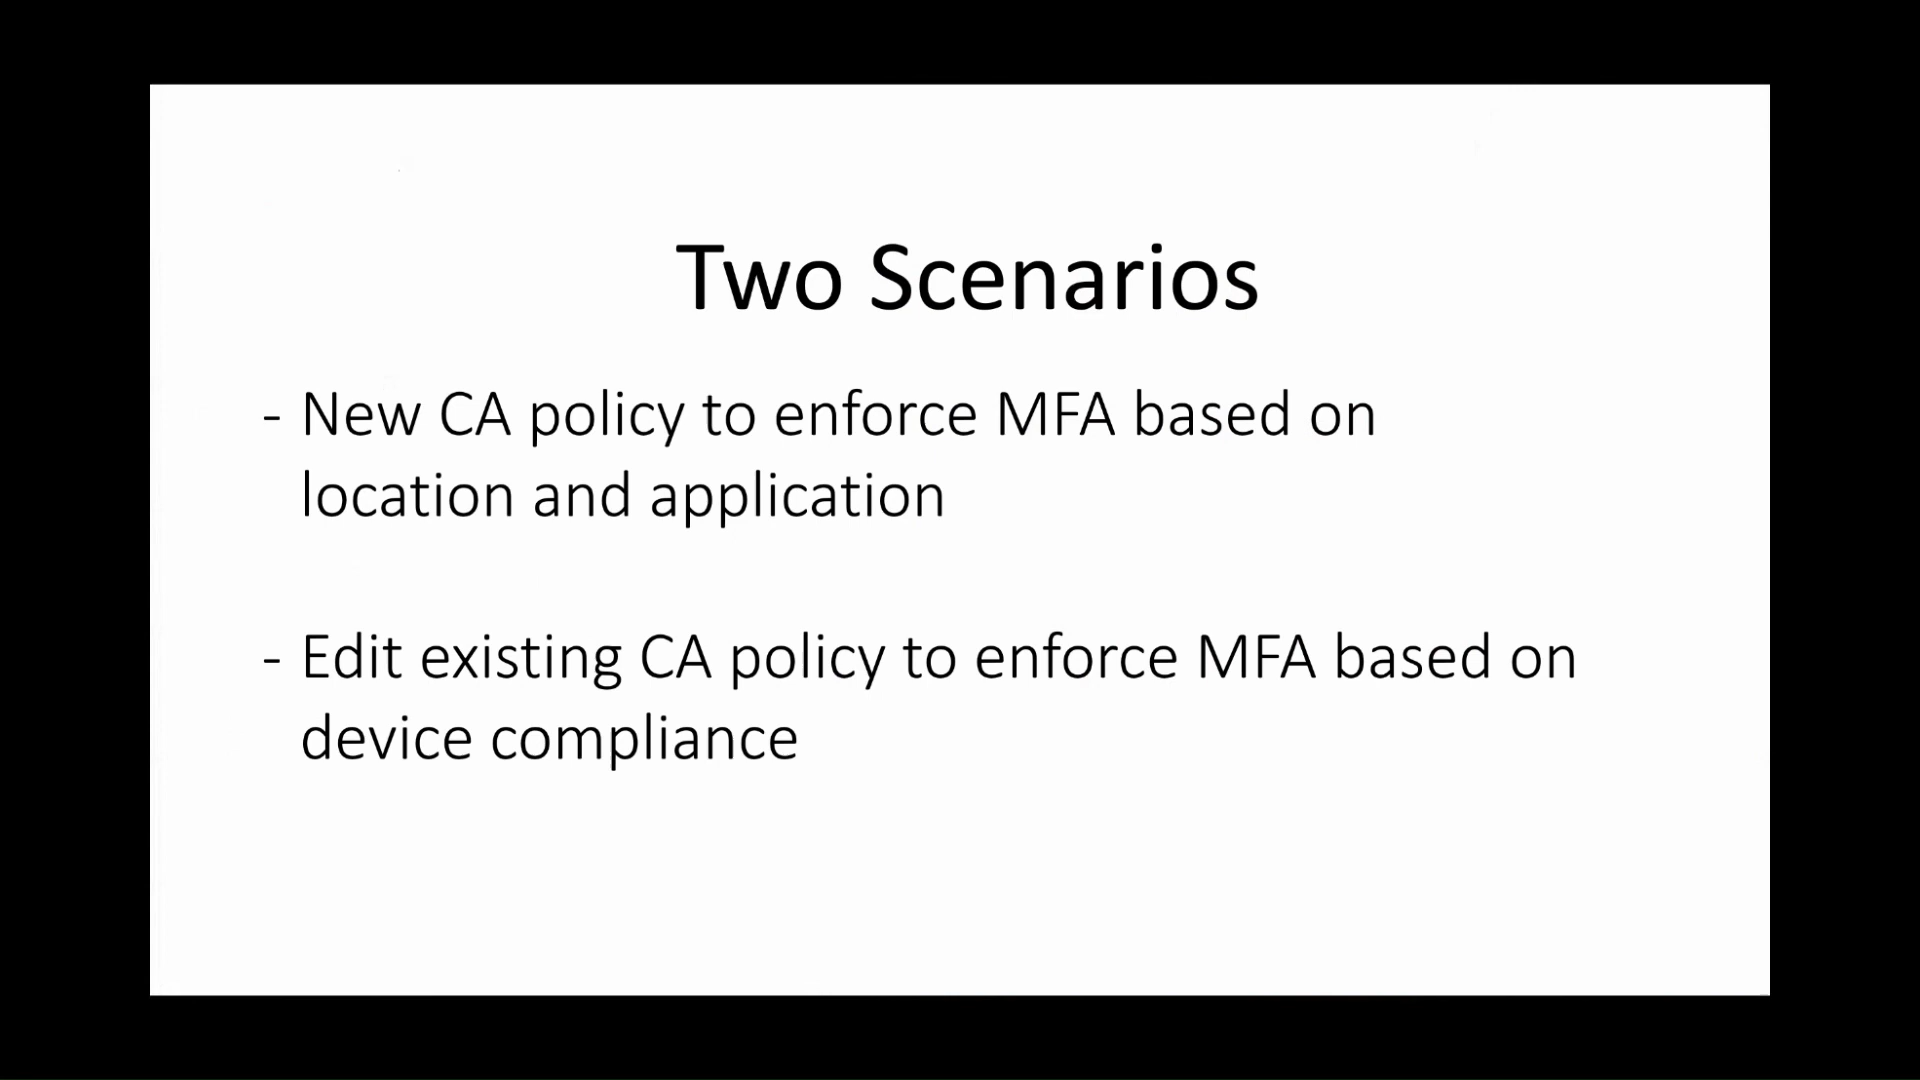 Two Scenarios
- New CA policy to enforce MFA based on
location and application
- Edit existing CA policy to enforce MFA based on
device compliance